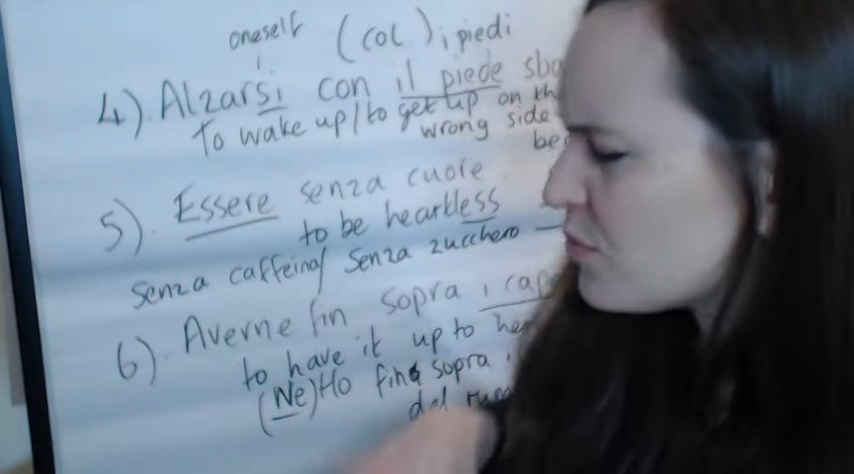 oneself (col) i piedi
4). Alzarsi con il piede
to wake up / to get up on
wrong side
5). Essere senza cuore
to be heartless
senza caffeina/ senza zucchero —
6). Averne fin sopra i
to have it up to
(Ne) Ho fino sopra